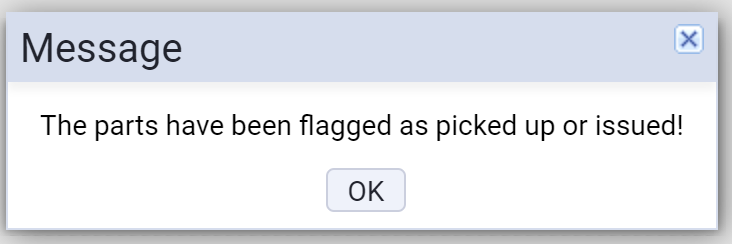 Message
The parts have been flagged as picked up or issued!
OK